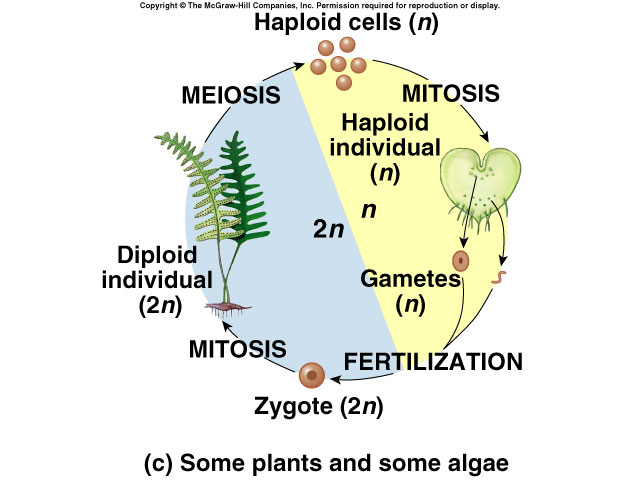 Copyright © The McGraw-Hill Companies, Inc. Permission required for reproduction or display.
Haploid cells (n)
MEIOSIS
MITOSIS
Haploid
individual
(n)
n
2n
Diploid
individual
(2n)
Gametes
(n)
MITOSIS
FERTILIZATION
Zygote (2n)
(c) Some plants and some algae